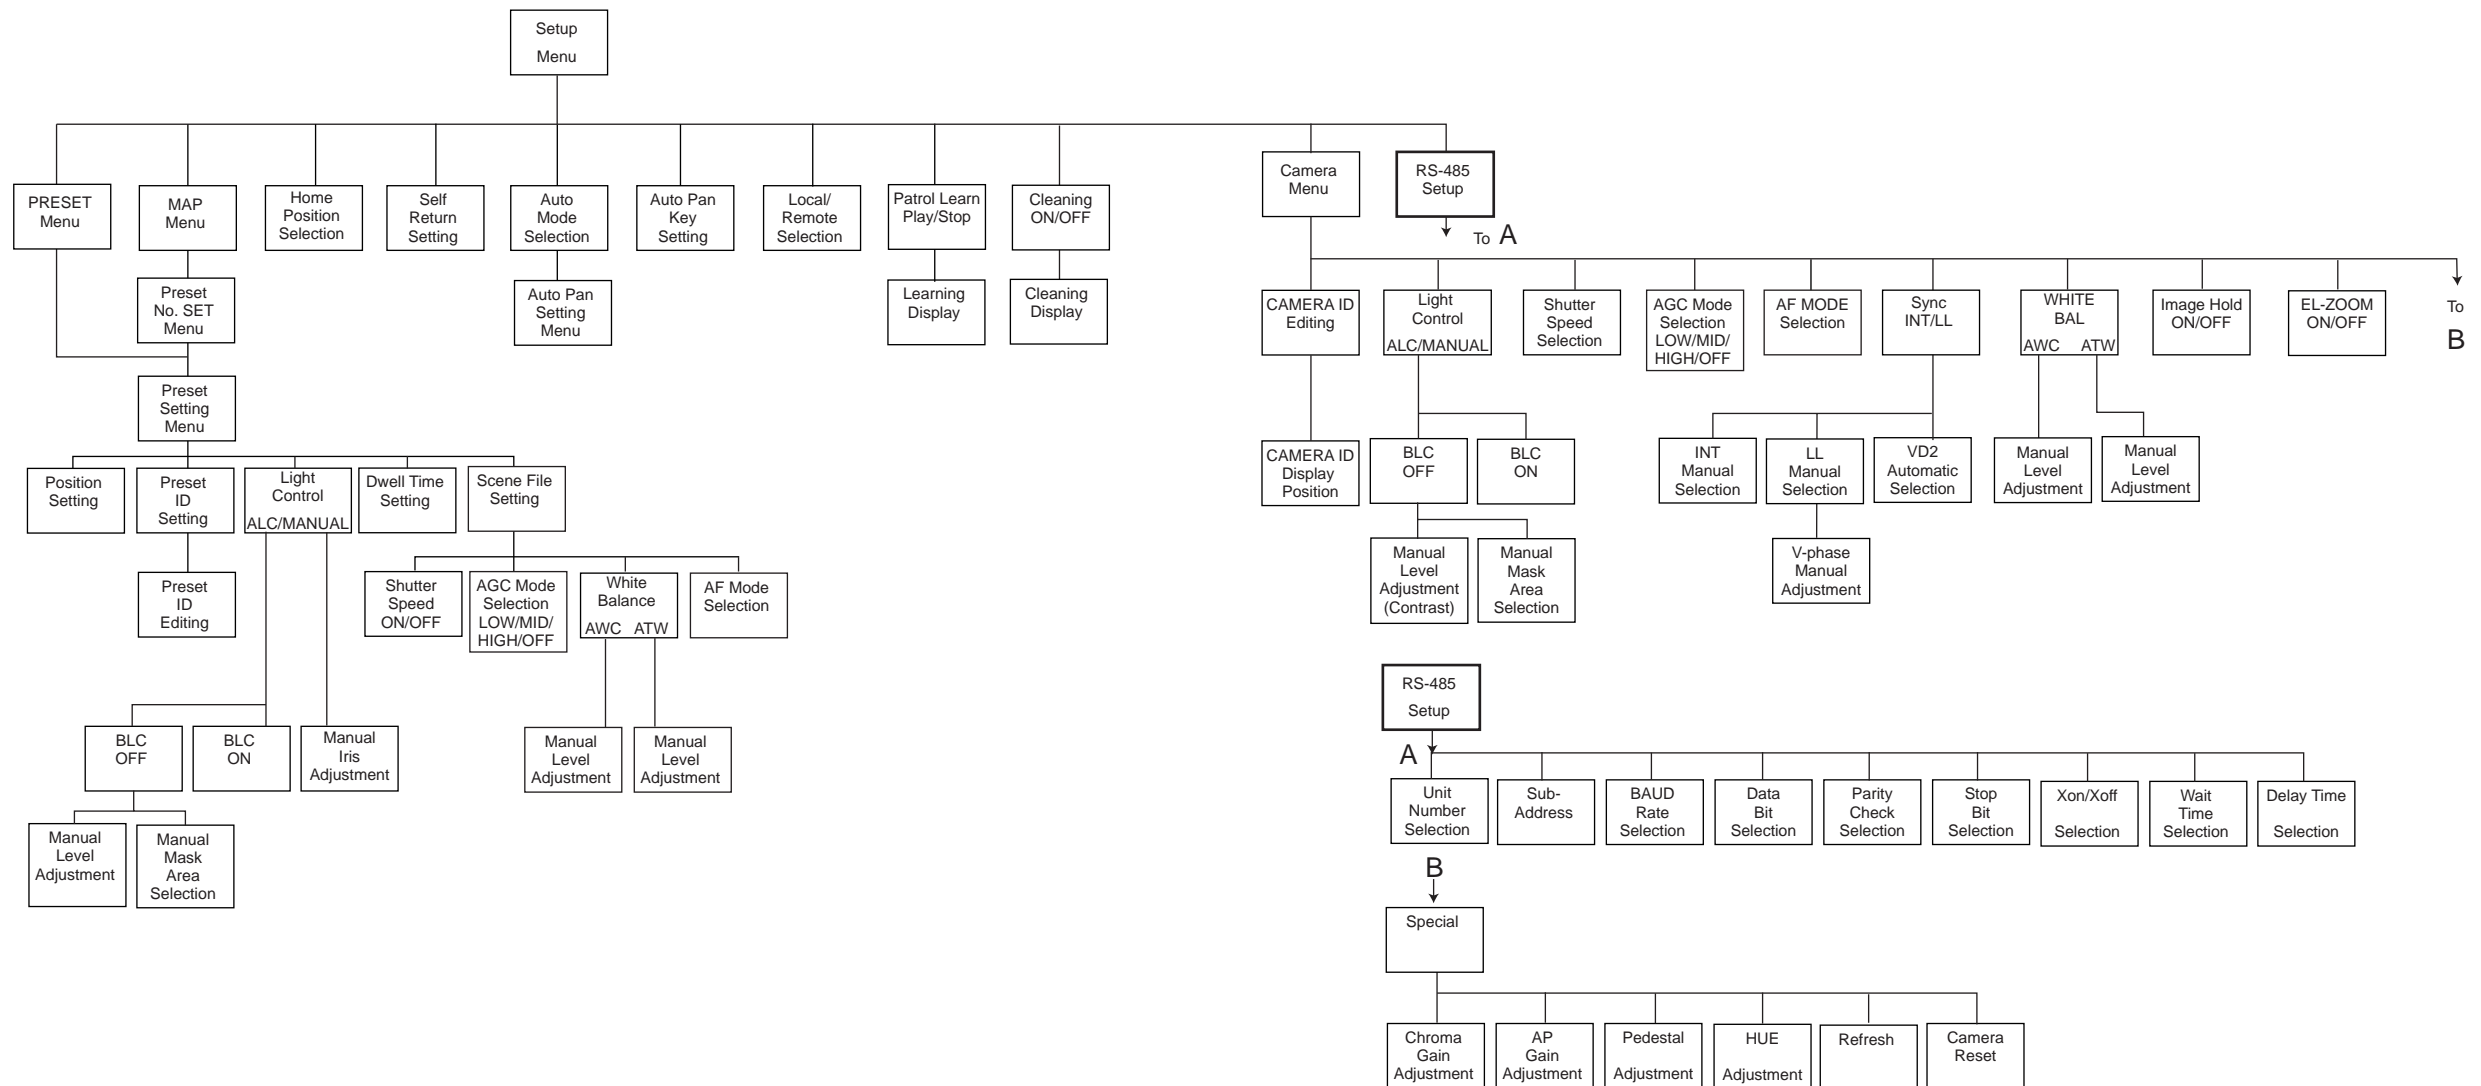 Setup
Menu
PRESET
Menu
MAP
Menu
Home
Position
Selection
Self
Return
Setting
Auto
Mode
Selection
Auto Pan
Key
Setting
Local/
Remote
Selection
Patrol Learn
Play/Stop
Cleaning
ON/OFF
Camera
Menu
RS-485
Setup
To A
Preset
No. SET
Menu
Auto Pan
Setting
Menu
Learning
Display
Cleaning
Display
CAMERA ID
Editing
Light
Control
ALC/MANUAL
Shutter
Speed
Selection
AGC Mode
Selection
LOW/MID/
HIGH/OFF
AF MODE
Selection
Sync
INT/LL
WHITE
BAL
AWC ATW
Image Hold
ON/OFF
EL-ZOOM
ON/OFF
To
B
Preset
Setting
Menu
CAMERA ID
Display
Position
BLC
OFF
BLC
ON
INT
Manual
Selection
LL
Manual
Selection
VD2
Automatic
Selection
Manual
Level
Adjustment
Manual
Level
Adjustment
Position
Setting
Preset
ID
Setting
Light
Control
ALC/MANUAL
Dwell Time
Setting
Scene File
Setting
Manual
Level
Adjustment
(Contrast)
Manual
Mask
Area
Selection
V-phase
Manual
Adjustment
Preset
ID
Editing
Shutter
Speed
ON/OFF
AGC Mode
Selection
LOW/MID/
HIGH/OFF
White
Balance
AWC ATW
AF Mode
Selection
BLC
OFF
BLC
ON
Manual
Iris
Adjustment
Manual
Level
Adjustment
Manual
Level
Adjustment
Manual
Level
Adjustment
Manual
Mask
Area
Selection
RS-485
Setup
A
Unit
Number
Selection
Sub-
Address
BAUD
Rate
Selection
Data
Bit
Selection
Parity
Check
Selection
Stop
Bit
Selection
Xon/Xoff
Selection
Wait
Time
Selection
Delay Time
Selection
B
Special
Chroma
Gain
Adjustment
AP
Gain
Adjustment
Pedestal
Adjustment
HUE
Adjustment
Refresh
Camera
Reset